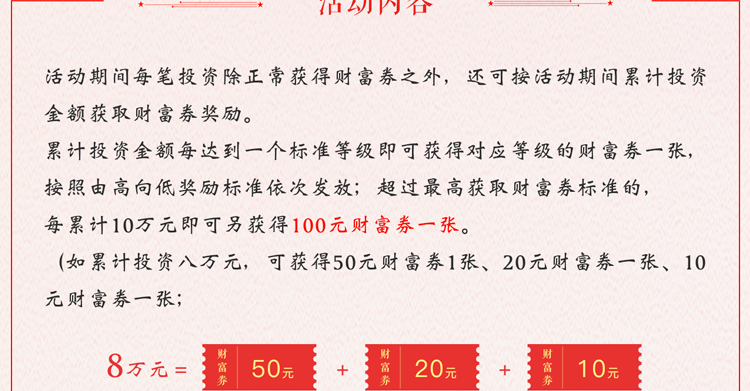 活动内容
活动期间每笔投资除正常获得财富券之外，还可按活动期间累计投资
金额获取财富券奖励。
累计投资金额每达到一个标准等级即可获得对应等级的财富券一张，
按照由高向低奖励标准依次发放；超过最高获取财富券标准的，
每累计10万元即可另获得100元财富券一张。
（如累计投资八万元，可获得50元财富券1张、20元财富券一张、10
元财富券一张；
8万元 = 财富券 50元 + 财富券 20元 + 财富券 10元